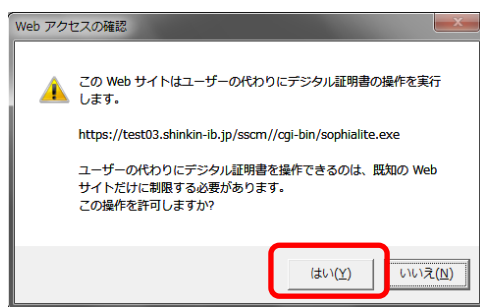 Web アクセスの確認
この Web サイトはユーザーの代わりにデジタル証明書の操作を実行
します。
https://test03.shinkin-ib.jp/sscm//cgi-bin/sophialite.exe
ユーザーの代わりにデジタル証明書を操作できるのは、既知の Web
サイトだけに制限する必要があります。
この操作を許可しますか?
はい(Y) いいえ(N)